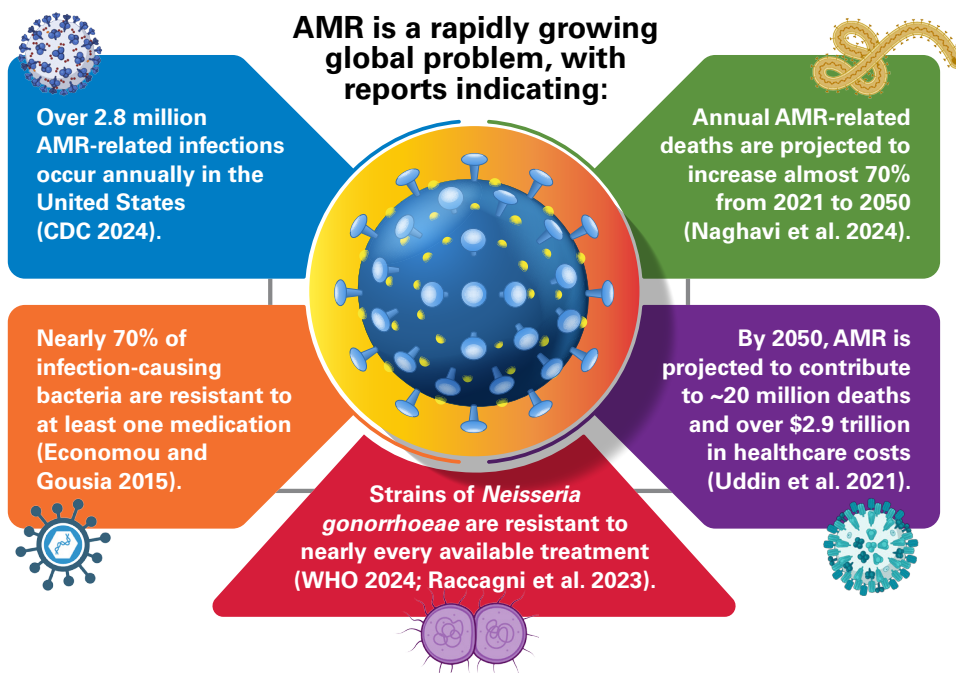 AMR is a rapidly growing
global problem, with
reports indicating:
Over 2.8 million
AMR-related infections
occur annually in the
United States
(CDC 2024).
Annual AMR-related
deaths are projected to
increase almost 70%
from 2021 to 2050
(Naghavi et al. 2024).
Nearly 70% of
infection-causing
bacteria are resistant to
at least one medication
(Economou and
Gousia 2015).
By 2050, AMR is
projected to contribute
to ~20 million deaths
and over $2.9 trillion
in healthcare costs
(Uddin et al. 2021).
Strains of Neisseria
gonorrhoeae are resistant to
nearly every available treatment
(WHO 2024; Raccagni et al. 2023).